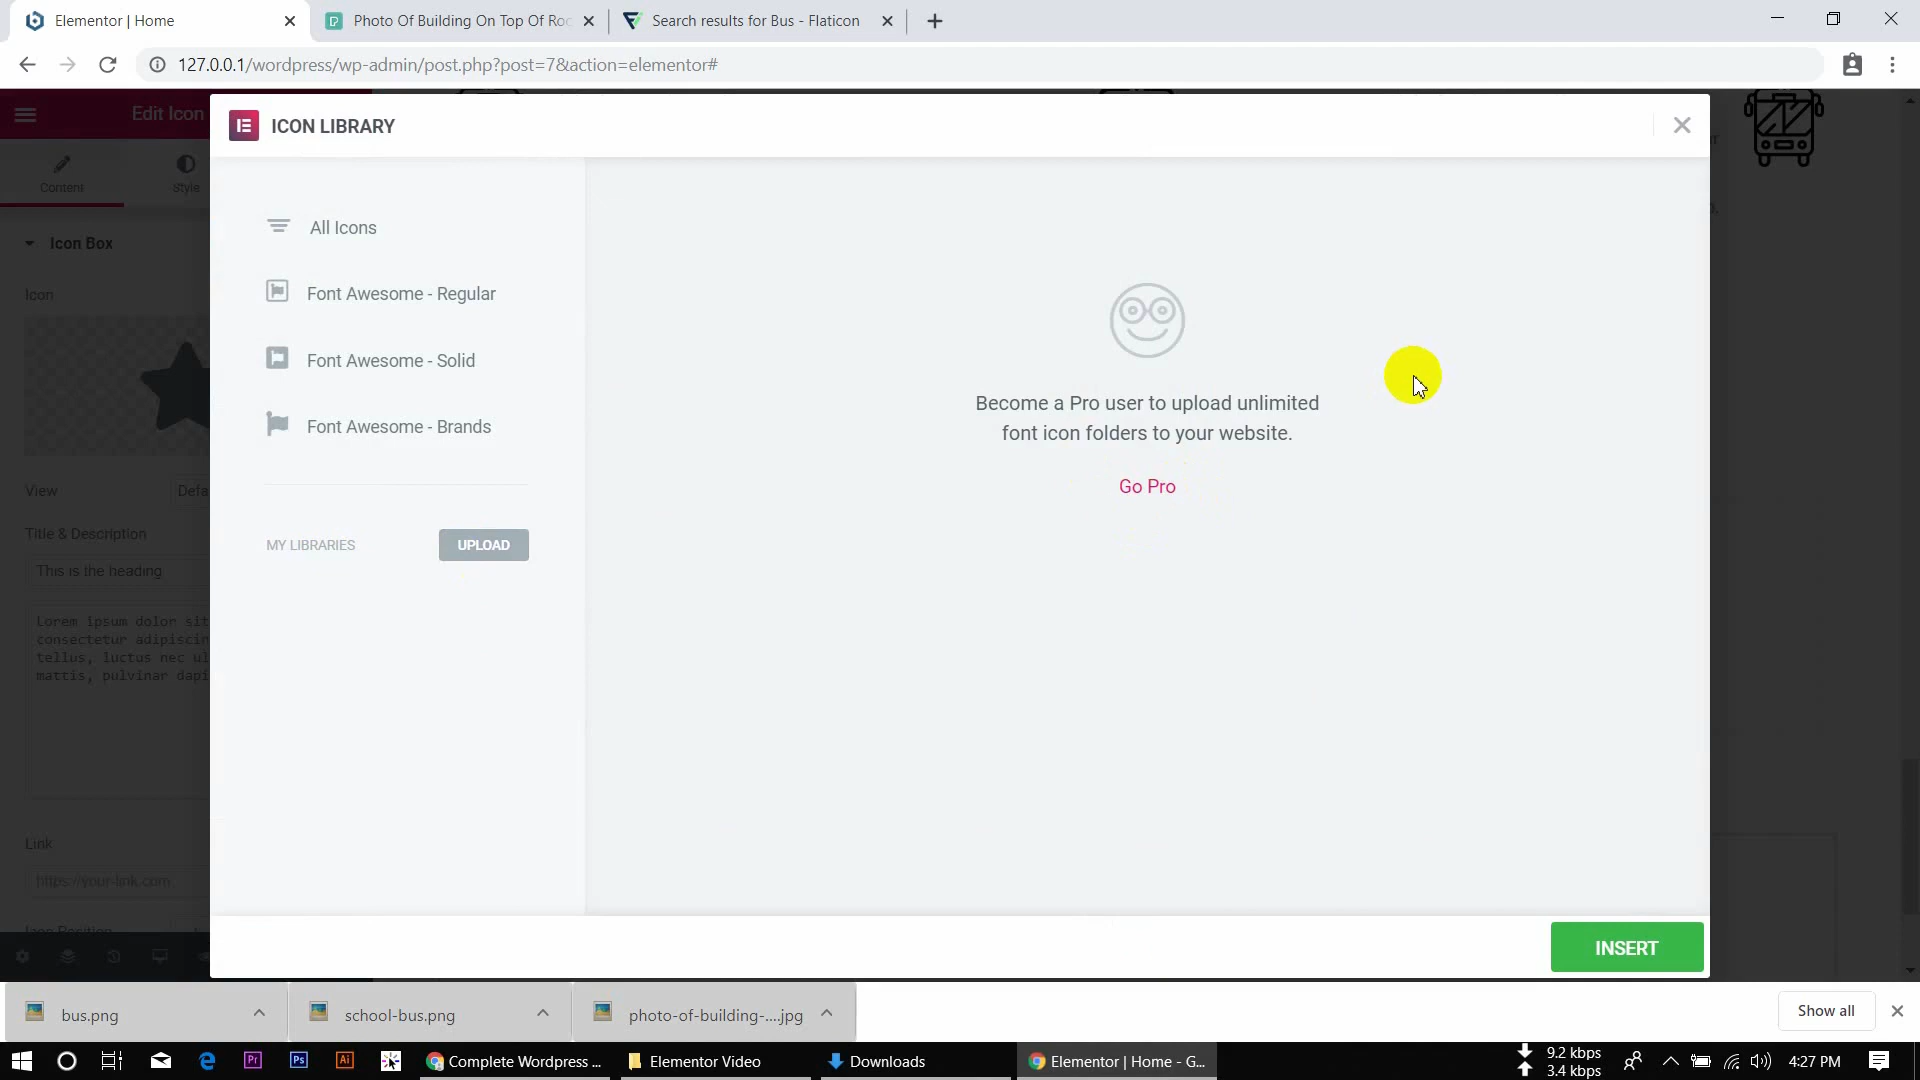 Elementor | Home
Photo Of Building On Top Of Roc
Search results for Bus - Flaticon
127.0.0.1/wordpress/wp-admin/post.php?post=7&action=elementor#
Edit Icon
ICON LIBRARY
Content
Style
All Icons
Icon Box
Icon
Font Awesome - Regular
Font Awesome - Solid
Font Awesome - Brands
Become a Pro user to upload unlimited
font icon folders to your website.
Go Pro
View
Defa
Title & Description
MY LIBRARIES
UPLOAD
This is the heading
Lorem ipsum dolor sit
consectetur adipiscin
tellus, luctus nec ul
mattis, pulvinar dapi
Link
https://your-link.com
Icon Position
INSERT
bus.png
school-bus.png
photo-of-building-....jpg
Show all
Complete Wordpress ...
Elementor Video
Downloads
Elementor | Home - G...
9.2 kbps
3.4 kbps
4:27 PM